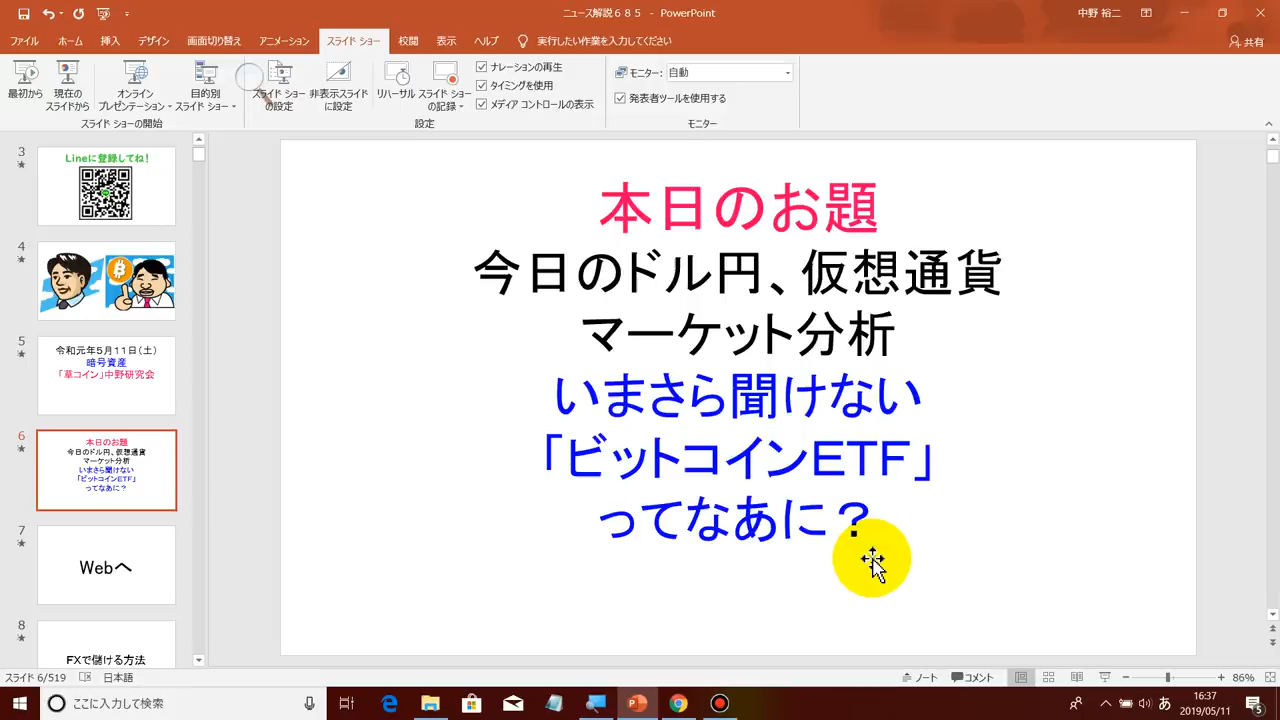 ニュース解説６８５ - PowerPoint
中野 裕二
ファイル ホーム 挿入 デザイン 画面切り替え アニメーション スライド ショー 校閲 表示 ヘルプ 実行したい作業を入力してください
共有
最初から
現在の
スライドから
オンライン
プレゼンテーション
目的別
スライド ショー
スライド ショー
の設定
非表示スライド
に設定
リハーサル
スライド ショー
の記録
ナレーションの再生
タイミングを使用
メディア コントロールの表示
モニター: 自動
発表者ツールを使用する
スライド ショーの開始
設定
モニター
3
Lineに登録してね！
4
5
令和元年５月１１日（土）
暗号資産
「草コイン」中野研究会
6
本日のお題
今日のドル円、仮想通貨
マーケット分析
いまさら聞けない
「ビットコインＥＴＦ」
ってなあに？
7
Webへ
8
FXで儲ける方法
本日のお題
今日のドル円、仮想通貨
マーケット分析
いまさら聞けない
「ビットコインＥＴＦ」
ってなあに？
スライド 6/519
日本語
ノート
コメント
86%
ここに入力して検索
あ
16:37
2019/05/11
5